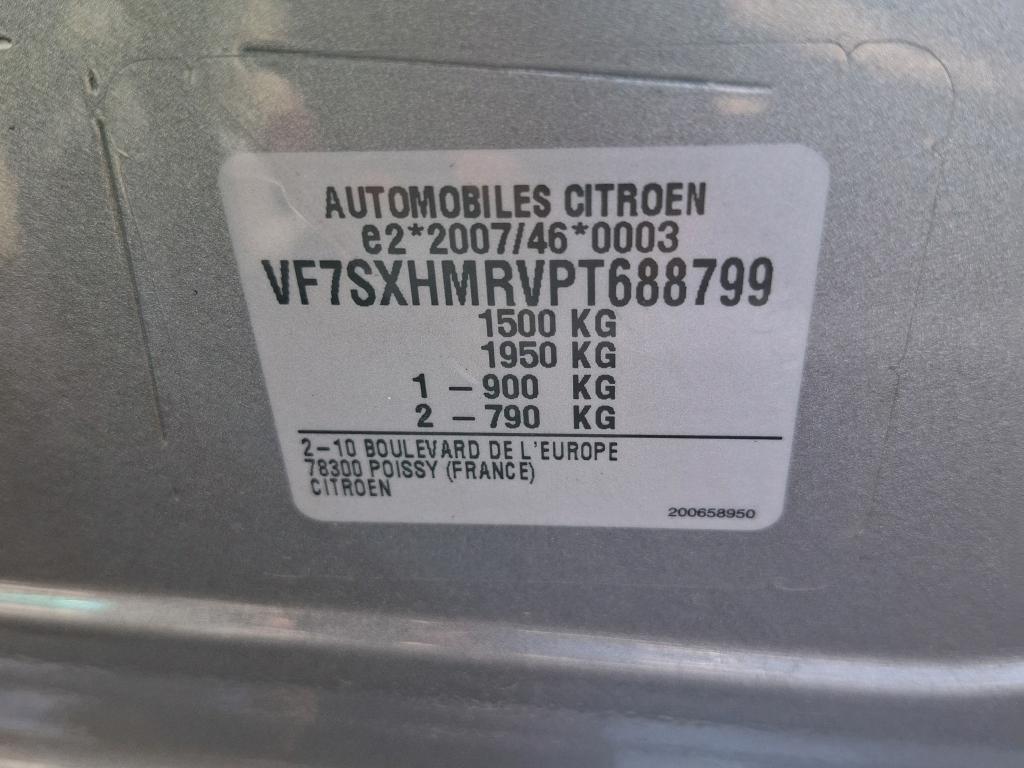 AUTOMOBILES CITROEN
e2*2007/46*0003
VF7SXHMRVPT688799
1500 KG
1950 KG
1 – 900 KG
2 – 790 KG
2–10 BOULEVARD DE L'EUROPE
78300 POISSY (FRANCE)
CITROEN
200658950